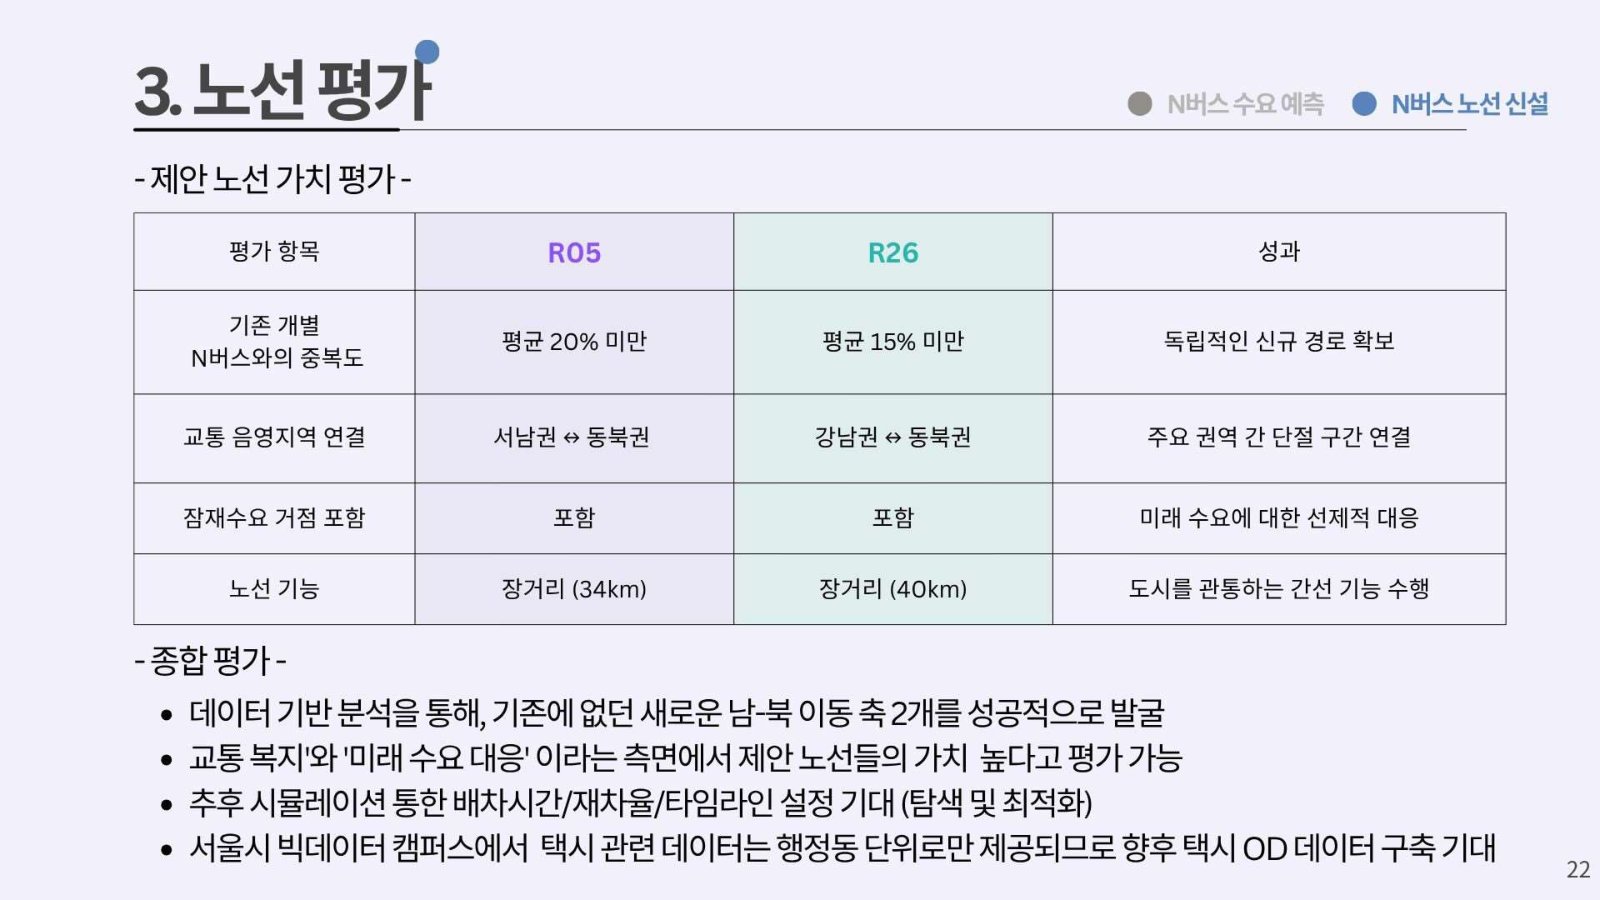 3. 노선 평가
N버스 수요 예측
N버스 노선 신설
- 제안 노선 가치 평가 -
평가 항목
R05
R26
성과
기존 개별
N버스와의 중복도
평균 20% 미만
평균 15% 미만
독립적인 신규 경로 확보
교통 음영지역 연결
서남권 ↔ 동북권
강남권 ↔ 동북권
주요 권역 간 단절 구간 연결
잠재수요 거점 포함
포함
포함
미래 수요에 대한 선제적 대응
노선 기능
장거리 (34km)
장거리 (40km)
도시를 관통하는 간선 기능 수행
- 종합 평가 -
• 데이터 기반 분석을 통해, 기존에 없던 새로운 남-북 이동 축 2개를 성공적으로 발굴
• 교통 복지'와 '미래 수요 대응' 이라는 측면에서 제안 노선들의 가치 높다고 평가 가능
• 추후 시뮬레이션 통한 배차시간/재차율/타임라인 설정 기대 (탐색 및 최적화)
• 서울시 빅데이터 캠퍼스에서 택시 관련 데이터는 행정동 단위로만 제공되므로 향후 택시 OD 데이터 구축 기대
22